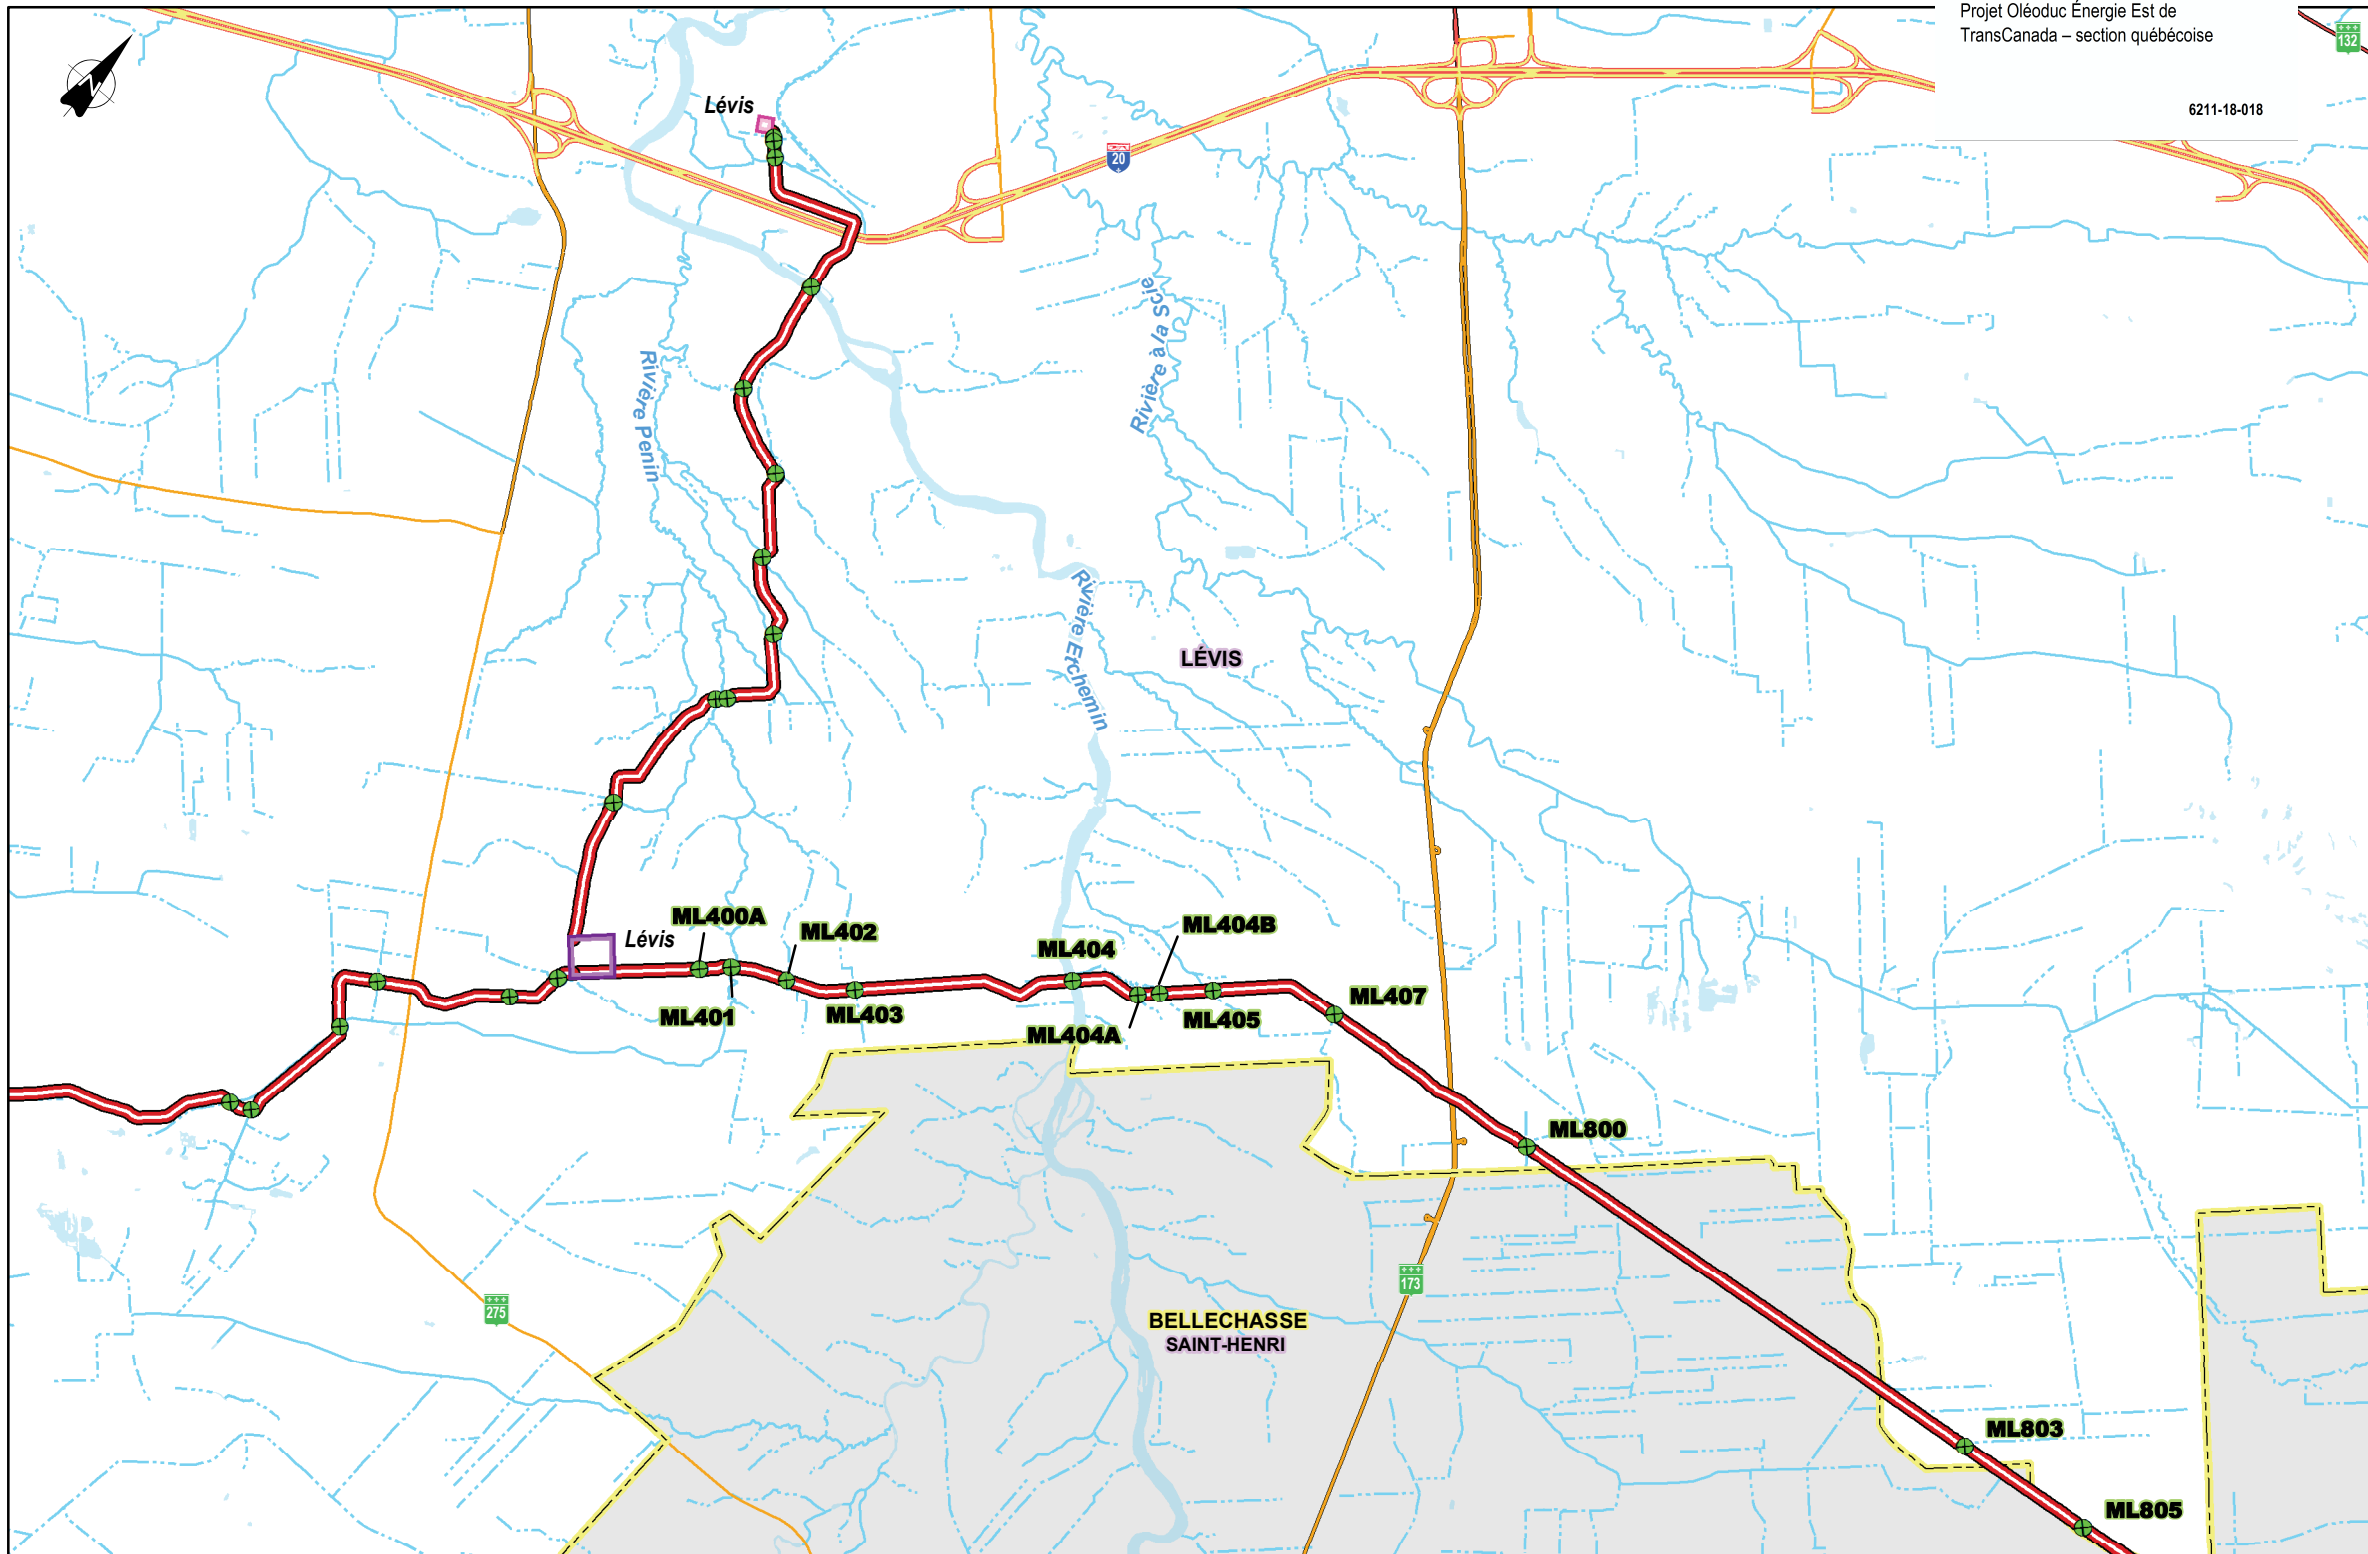 Projet Oléoduc Énergie Est de
TransCanada – section québécoise
132
6211-18-018
N
Lévis
20
Rivière à la Scie
Rivière Penin
Rivière Etchemin
LÉVIS
ML400A
Lévis
ML402
ML404B
ML404
ML407
ML401
ML403
ML405
ML404A
ML800
173
275
BELLECHASSE
SAINT-HENRI
ML803
ML805